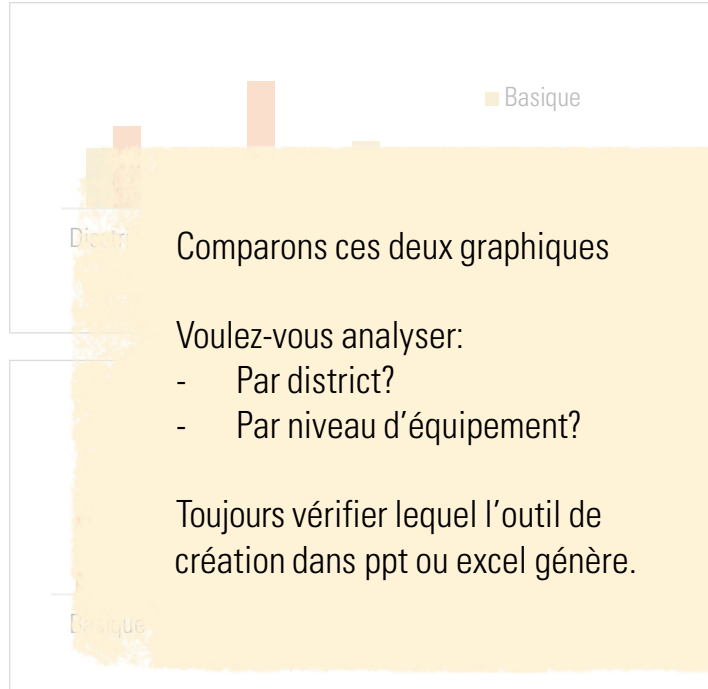 Basique
Comparons ces deux graphiques
Voulez-vous analyser:
- Par district?
- Par niveau d’équipement?
Toujours vérifier lequel l’outil de
création dans ppt ou excel génère.
Basique